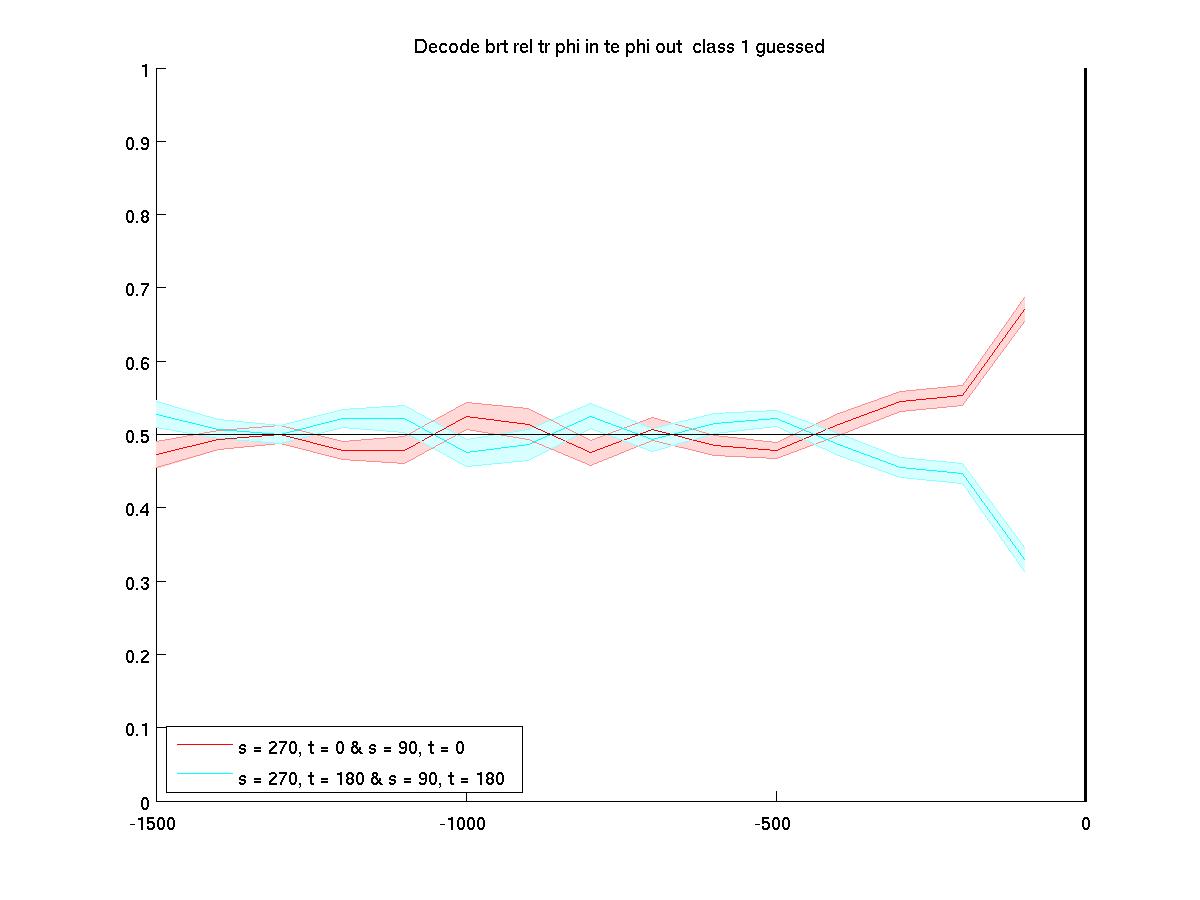 Decode brt rel tr phi in te phi out  class 1 guessed
1
0.9
0.8
0.7
0.6
0.5
0.4
0.3
0.2
0.1
0
s = 270, t = 0 & s = 90, t = 0
s = 270, t = 180 & s = 90, t = 180
-1500 -1000 -500 0